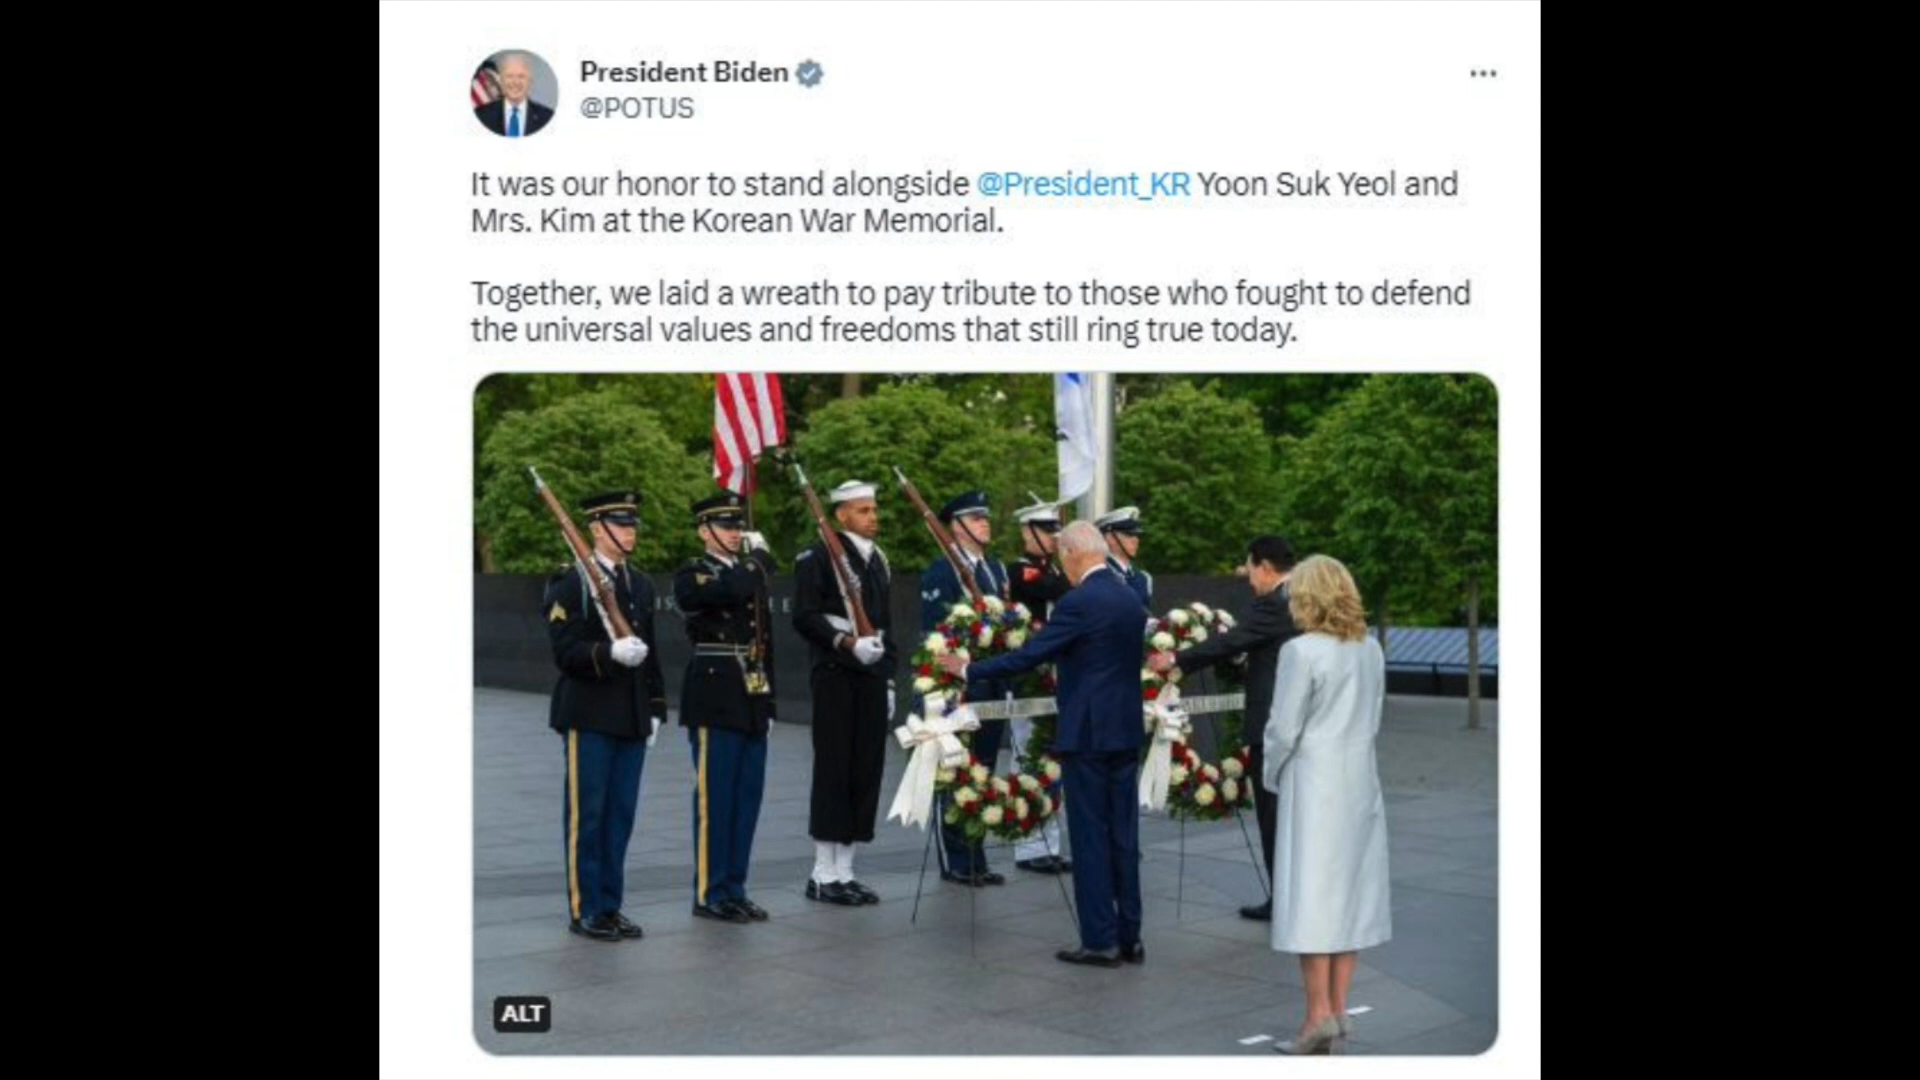 President Biden
@POTUS
It was our honor to stand alongside @President_KR Yoon Suk Yeol and
Mrs. Kim at the Korean War Memorial.
Together, we laid a wreath to pay tribute to those who fought to defend
the universal values and freedoms that still ring true today.
ALT